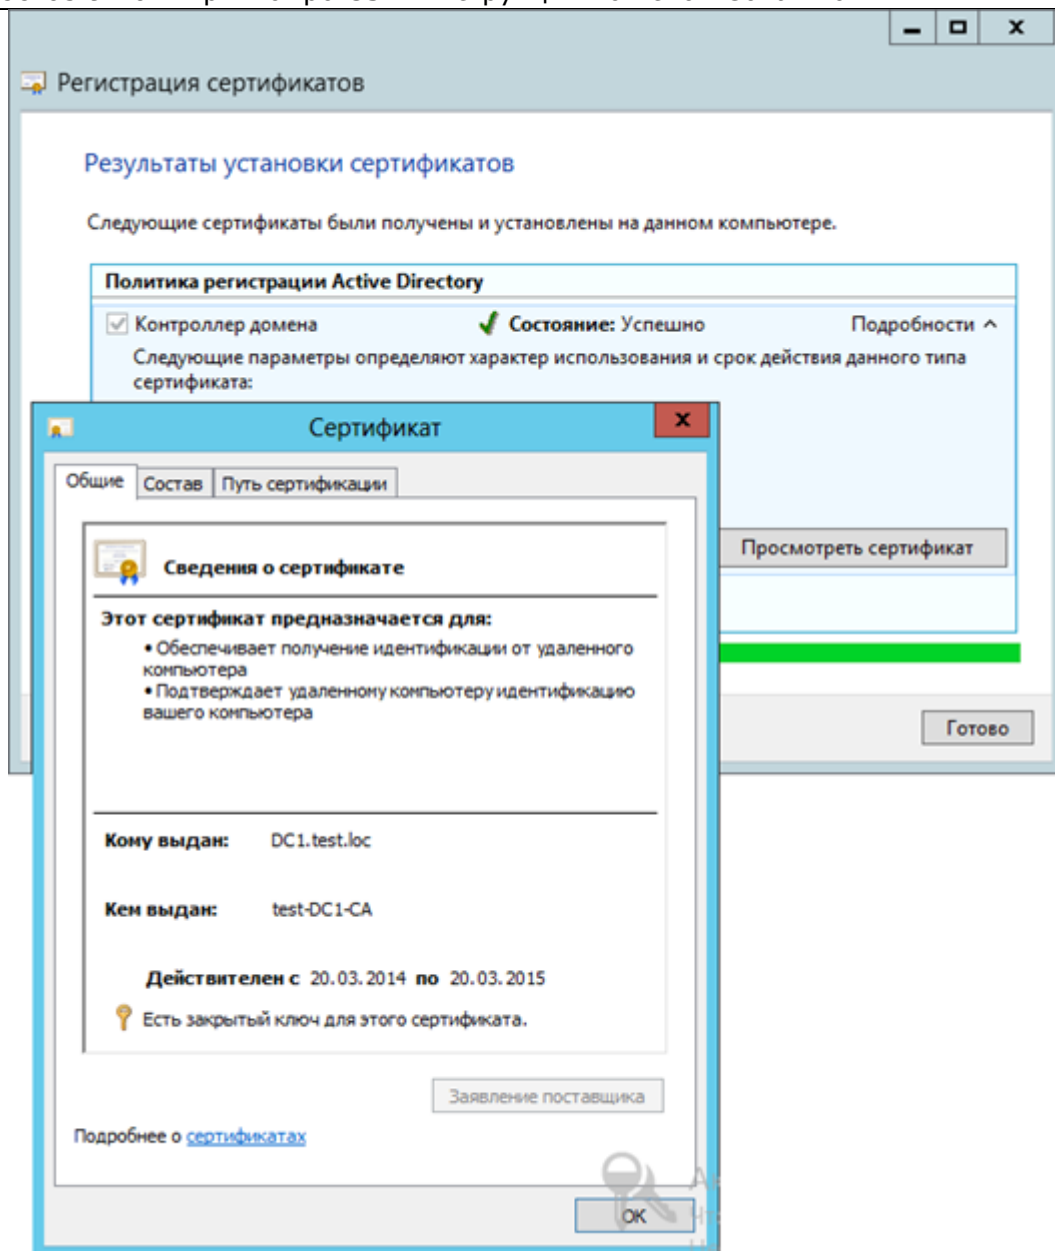 Регистрация сертификатов
Результаты установки сертификатов
Следующие сертификаты были получены и установлены на данном компьютере.
Политика регистрации Active Directory
Контроллер домена Состояние: Успешно Подробности
Следующие параметры определяют характер использования и срок действия данного типа
сертификата:
Просмотреть сертификат
Готово
Сертификат
Общие Состав Путь сертификации
Сведения о сертификате
Этот сертификат предназначается для:
• Обеспечивает получение идентификации от удаленного
компьютера
• Подтверждает удаленному компьютеру идентификацию
вашего компьютера
Кому выдан: DC1.test.loc
Кем выдан: test-DC1-CA
Действителен с 20.03.2014 по 20.03.2015
Есть закрытый ключ для этого сертификата.
Заявление поставщика
Подробнее о сертификатах
OK